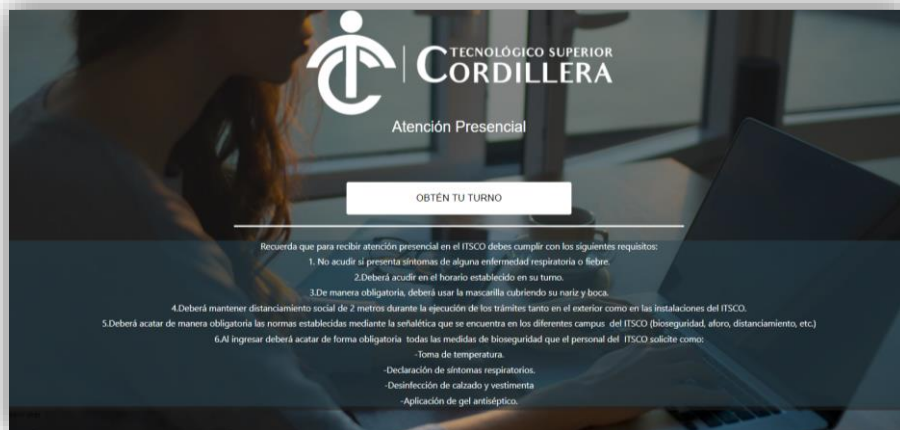 TECNOLÓGICO SUPERIOR
CORDILLERA
Atención Presencial
OBTÉN TU TURNO
Recuerda que para recibir atención presencial en el ITSCO debes cumplir con los siguientes requisitos:
1. No acudir si presenta síntomas de alguna enfermedad respiratoria o fiebre.
2.Deberá acudir en el horario establecido en su turno.
3.De manera obligatoria, deberá usar la mascarilla cubriendo su nariz y boca.
4.Deberá mantener distanciamiento social de 2 metros durante la ejecución de los trámites tanto en el exterior como en las instalaciones del ITSCO.
5.Deberá acatar de manera obligatoria las normas establecidas mediante la señalética que se encuentra en los diferentes campus del ITSCO (bioseguridad, aforo, distanciamiento, etc.)
6.Al ingresar deberá acatar de forma obligatoria todas las medidas de bioseguridad que el personal del ITSCO solicite como:
-Toma de temperatura.
-Declaración de síntomas respiratorios.
-Desinfección de calzado y vestimenta
-Aplicación de gel antiséptico.